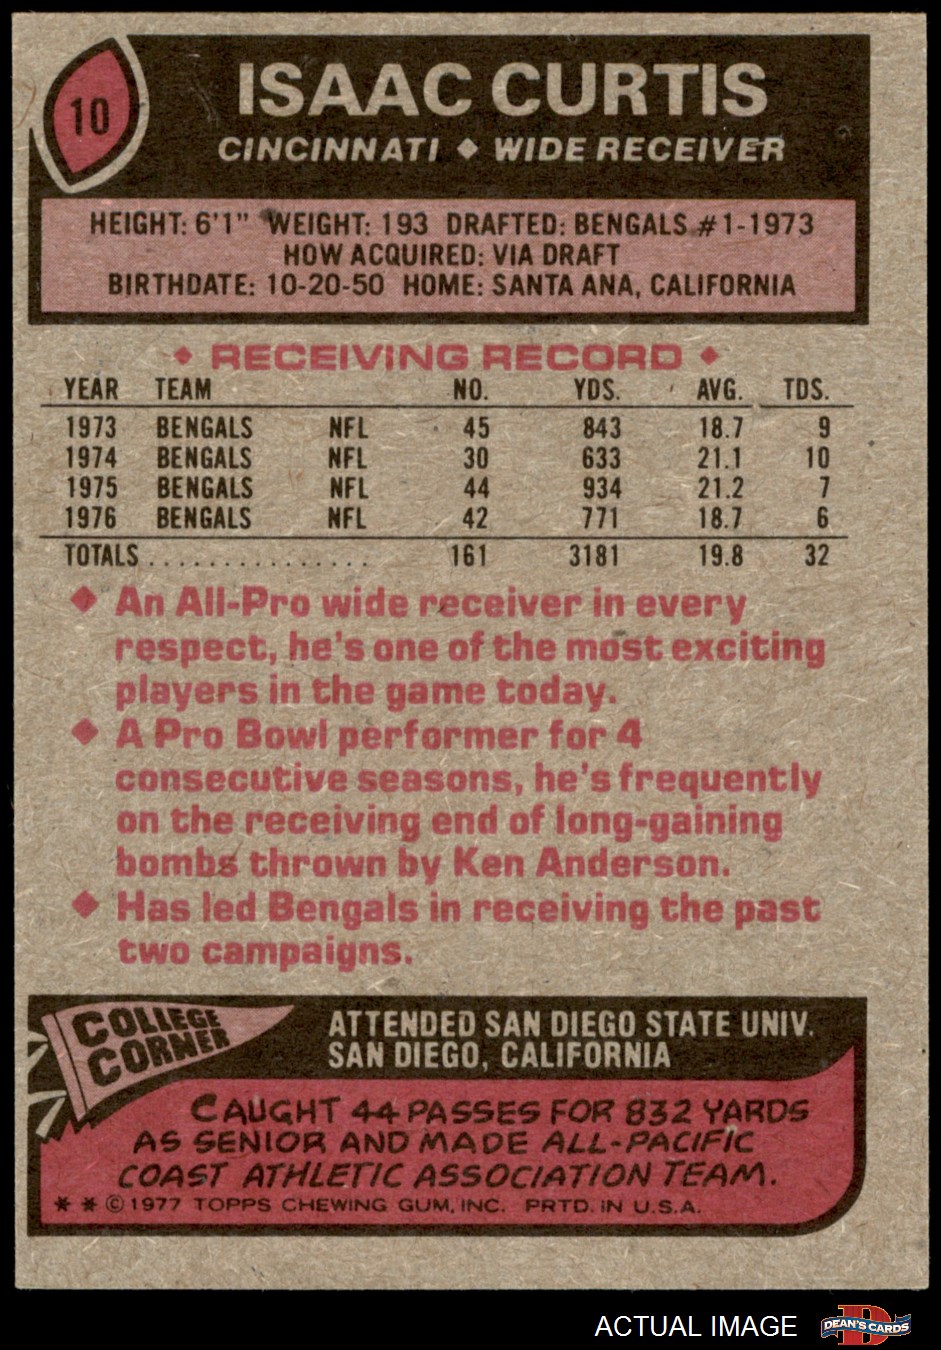 10
ISAAC CURTIS
CINCINNATI ♦ WIDE RECEIVER
HEIGHT: 6'1" WEIGHT: 193 DRAFTED: BENGALS #1-1973
HOW ACQUIRED: VIA DRAFT
BIRTHDATE: 10-20-50 HOME: SANTA ANA, CALIFORNIA
♦ RECEIVING RECORD ♦
YEAR TEAM NO. YDS. AVG. TDS.
1973 BENGALS NFL 45 843 18.7 9
1974 BENGALS NFL 30 633 21.1 10
1975 BENGALS NFL 44 934 21.2 7
1976 BENGALS NFL 42 771 18.7 6
TOTALS . . . . . . . . . . . . . . . 161 3181 19.8 32
♦ An All-Pro wide receiver in every
respect, he's one of the most exciting
players in the game today.
♦ A Pro Bowl performer for 4
consecutive seasons, he's frequently
on the receiving end of long-gaining
bombs thrown by Ken Anderson.
♦ Has led Bengals in receiving the past
two campaigns.
COLLEGE
CORNER
ATTENDED SAN DIEGO STATE UNIV.
SAN DIEGO, CALIFORNIA
CAUGHT 44 PASSES FOR 832 YARDS
AS SENIOR AND MADE ALL-PACIFIC
COAST ATHLETIC ASSOCIATION TEAM.
* * © 1977 TOPPS CHEWING GUM, INC. PRTD. IN U.S.A.
ACTUAL IMAGE
D
DEAN'S CARDS